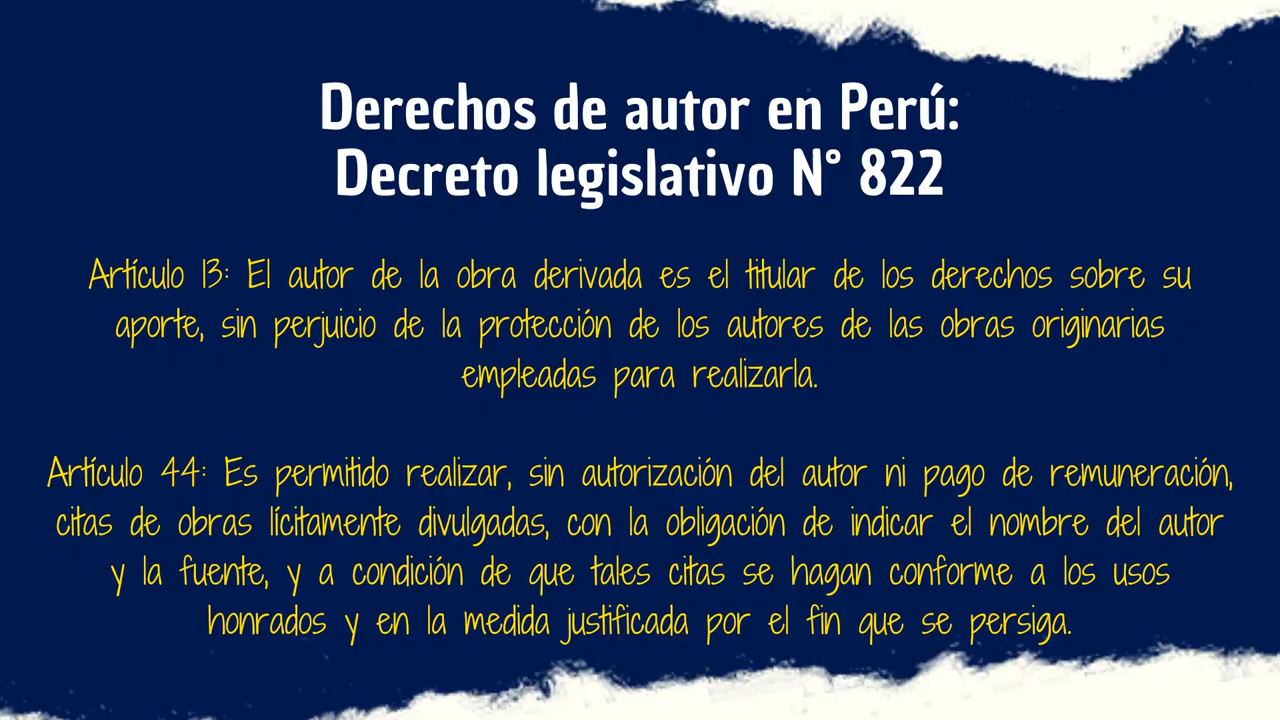 Derechos de autor en Perú:
Decreto legislativo N° 822
Artículo 13: El autor de la obra derivada es el titular de los derechos sobre su
aporte, sin perjuicio de la protección de los autores de las obras originarias
empleadas para realizarla.
Artículo 44: Es permitido realizar, sin autorización del autor ni pago de remuneración,
citas de obras lícitamente divulgadas, con la obligación de indicar el nombre del autor
y la fuente, y a condición de que tales citas se hagan conforme a los usos
honrados y en la medida justificada por el fin que se persiga.